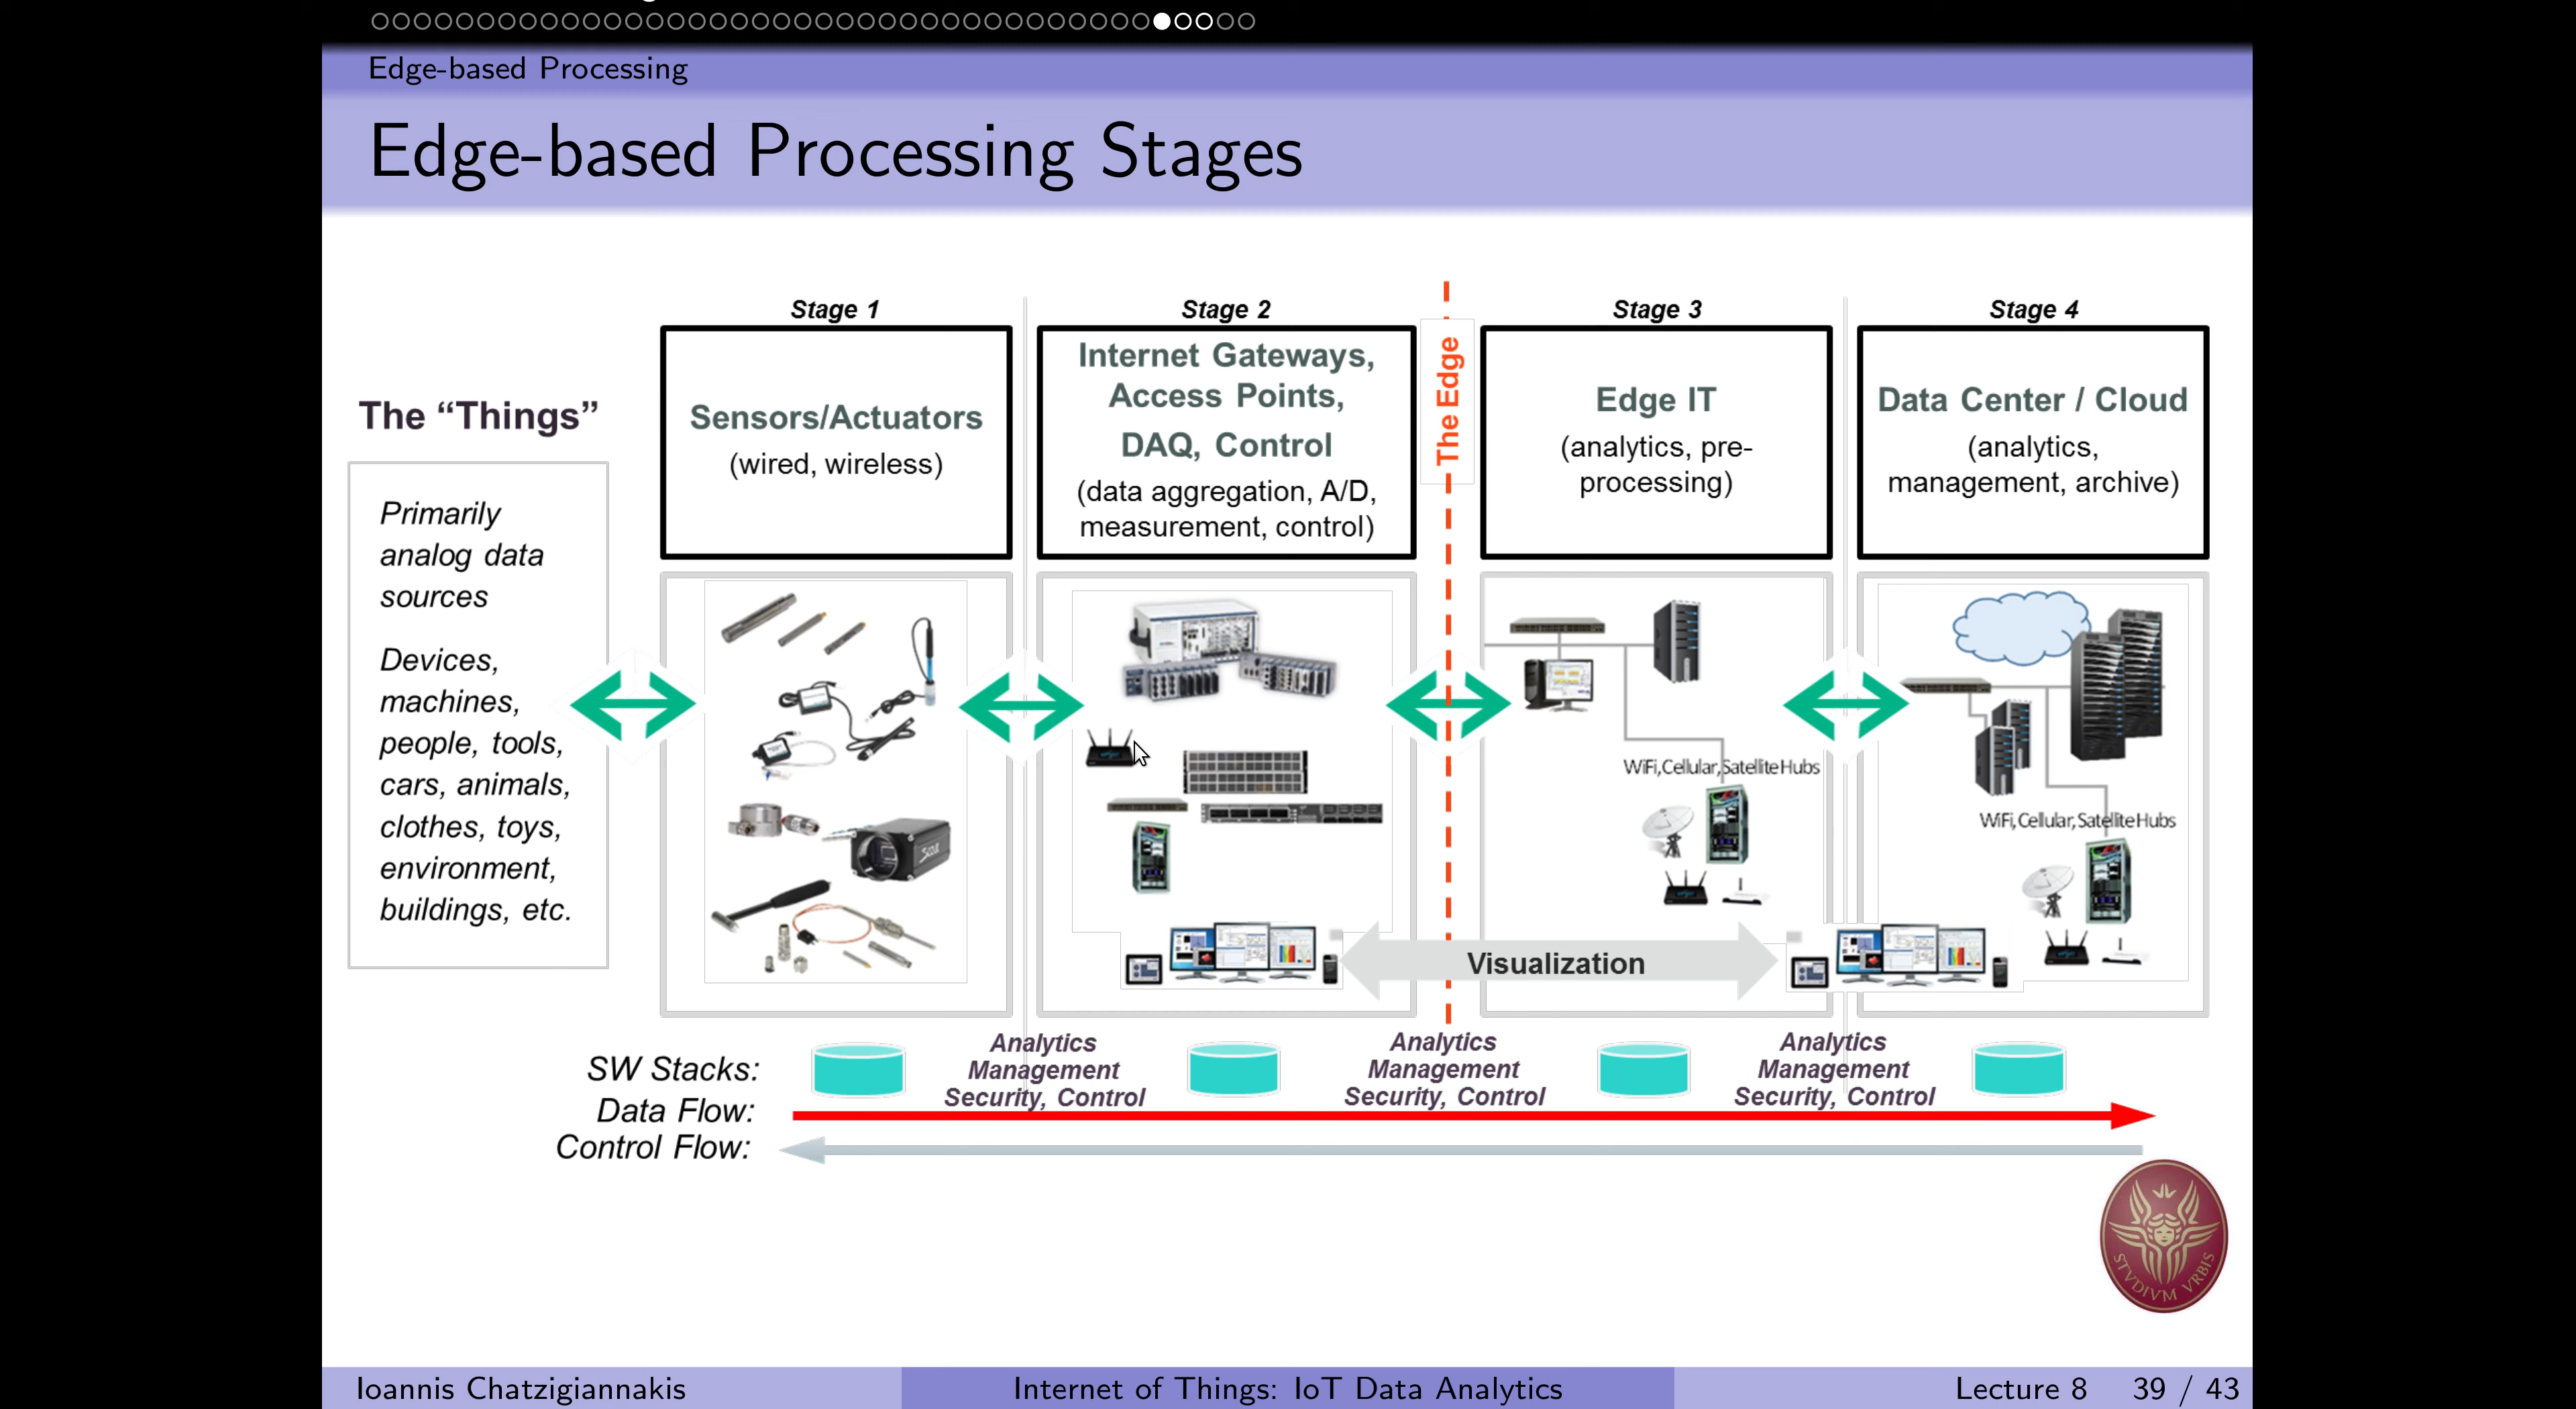 Edge-based Processing
Edge-based Processing Stages
The "Things"
Primarily
analog data
sources
Devices,
machines,
people, tools,
cars, animals,
clothes, toys,
environment,
buildings, etc.
Stage 1
Sensors/Actuators
(wired, wireless)
Stage 2
Internet Gateways,
Access Points,
DAQ, Control
(data aggregation, A/D,
measurement, control)
The Edge
Stage 3
Edge IT
(analytics, pre-
processing)
WiFi,Cellular,SatelliteHubs
Stage 4
Data Center / Cloud
(analytics,
management, archive)
WiFi,Cellular,SatelliteHubs
Visualization
SW Stacks:
Analytics
Management
Security, Control
Analytics
Management
Security, Control
Analytics
Management
Security, Control
Data Flow:
Control Flow:
STVDIVM VRBIS
Ioannis Chatzigiannakis
Internet of Things: IoT Data Analytics
Lecture 8 39 / 43